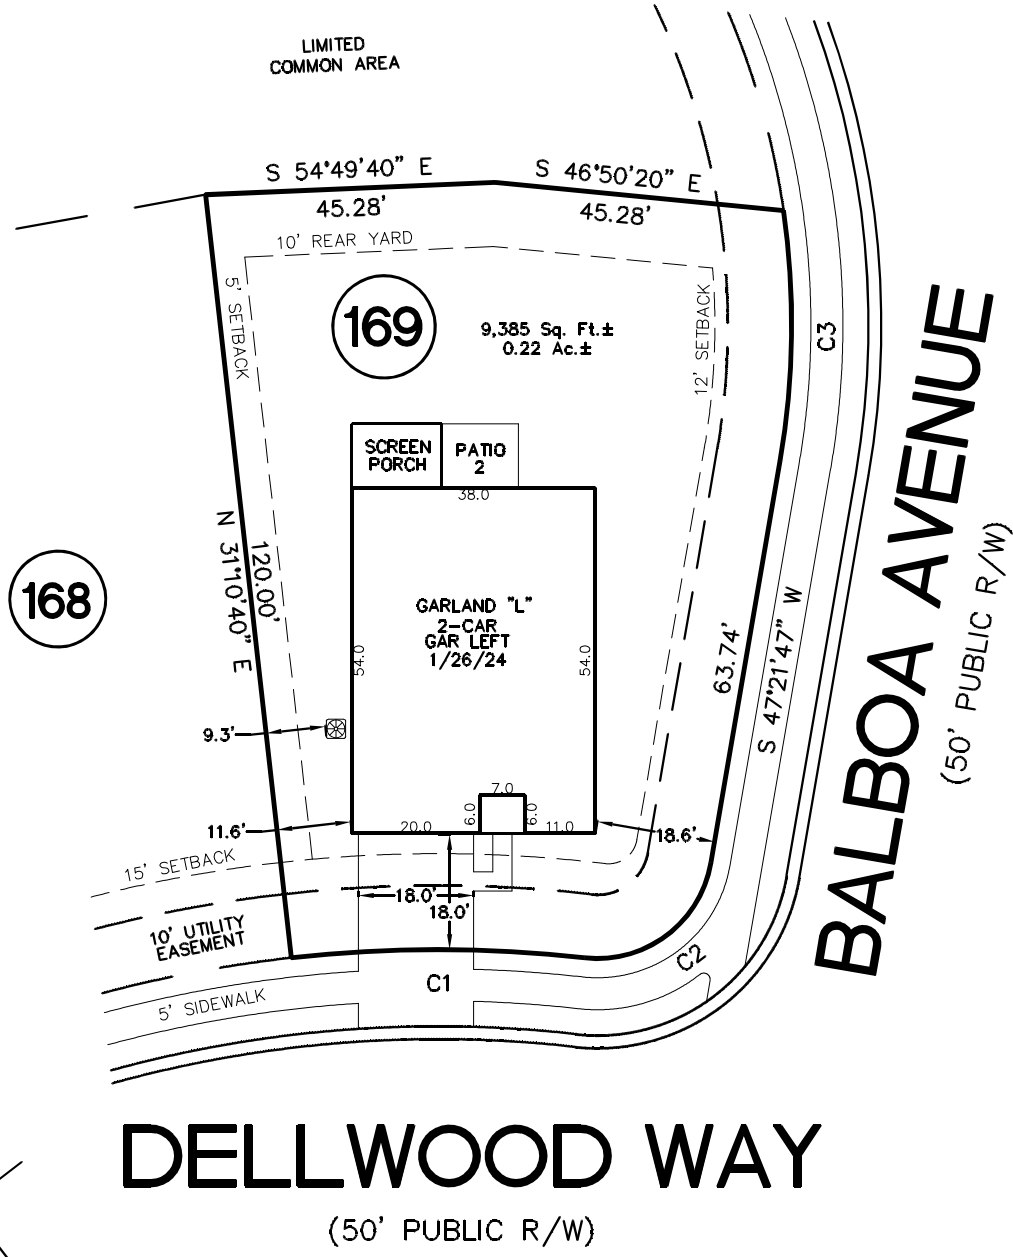 LIMITED
COMMON AREA
S 54°49'40" E
S 46°50'20" E
45.28'
45.28'
10' REAR YARD
5' SETBACK
169
9,385 Sq. Ft.±
0.22 Ac.±
12' SETBACK
C3
SCREEN
PORCH
PATIO
2
38.0
N 31°10'40" E
120.00'
168
GARLAND "L"
2-CAR
GAR LEFT
1/26/24
54.0
54.0
63.74'
S 47°21'47" W
BALBOA AVENUE
(50' PUBLIC R/W)
9.3'
7.0
6.0
6.0
20.0
11.0
11.6'
18.6'
15' SETBACK
18.0'
18.0'
10' UTILITY
EASEMENT
C1
C2
5' SIDEWALK
DELLWOOD WAY
(50' PUBLIC R/W)